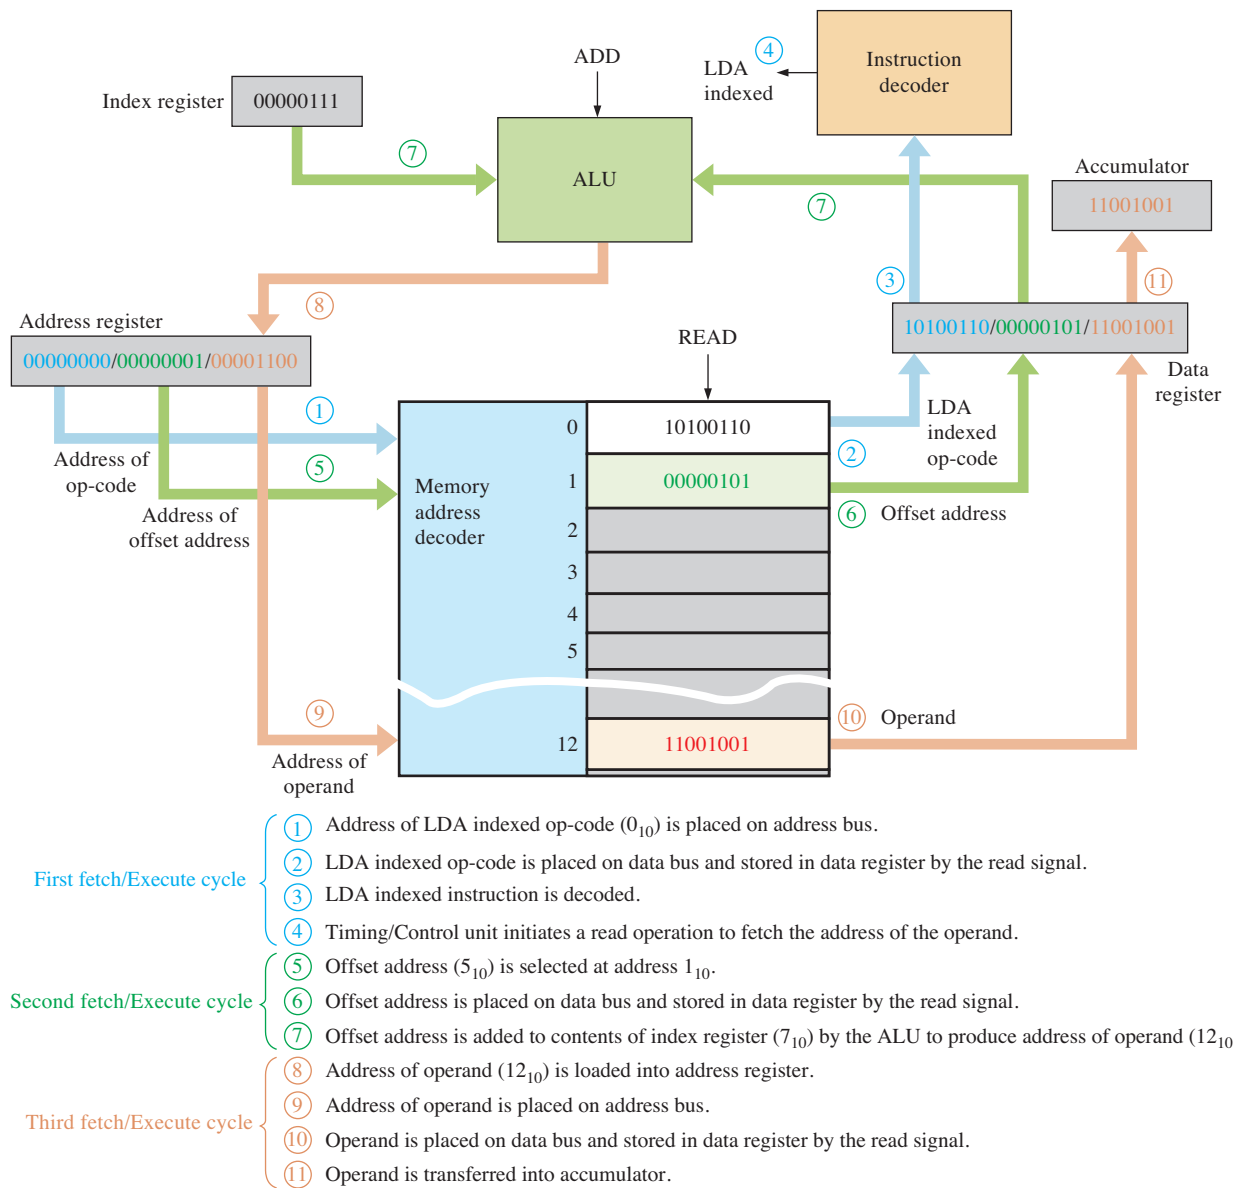 ADD
4
LDA
indexed
Instruction
decoder
Index register
00000111
7
ALU
7
Accumulator
11001001
8
3
11
Address register
00000000/00000001/00001100
10100110/00000101/11001001
READ
Data
register
1
0
10100110
2
LDA
indexed
op-code
Address of
op-code
5
Memory
address
decoder
1
00000101
6
Offset address
Address of
offset address
2
3
4
5
9
10
Operand
12
11001001
Address of
operand
First fetch/Execute cycle
1 Address of LDA indexed op-code (0₁₀) is placed on address bus.
2 LDA indexed op-code is placed on data bus and stored in data register by the read signal.
3 LDA indexed instruction is decoded.
4 Timing/Control unit initiates a read operation to fetch the address of the operand.
Second fetch/Execute cycle
5 Offset address (5₁₀) is selected at address 1₁₀.
6 Offset address is placed on data bus and stored in data register by the read signal.
7 Offset address is added to contents of index register (7₁₀) by the ALU to produce address of operand (12₁₀
Third fetch/Execute cycle
8 Address of operand (12₁₀) is loaded into address register.
9 Address of operand is placed on address bus.
10 Operand is placed on data bus and stored in data register by the read signal.
11 Operand is transferred into accumulator.